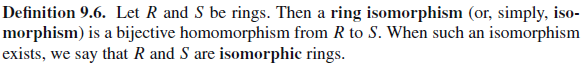 Definition 9.6. Let R and S be rings. Then a ring isomorphism (or, simply, iso-
morphism) is a bijective homomorphism from R to S. When such an isomorphism
exists, we say that R and S are isomorphic rings.